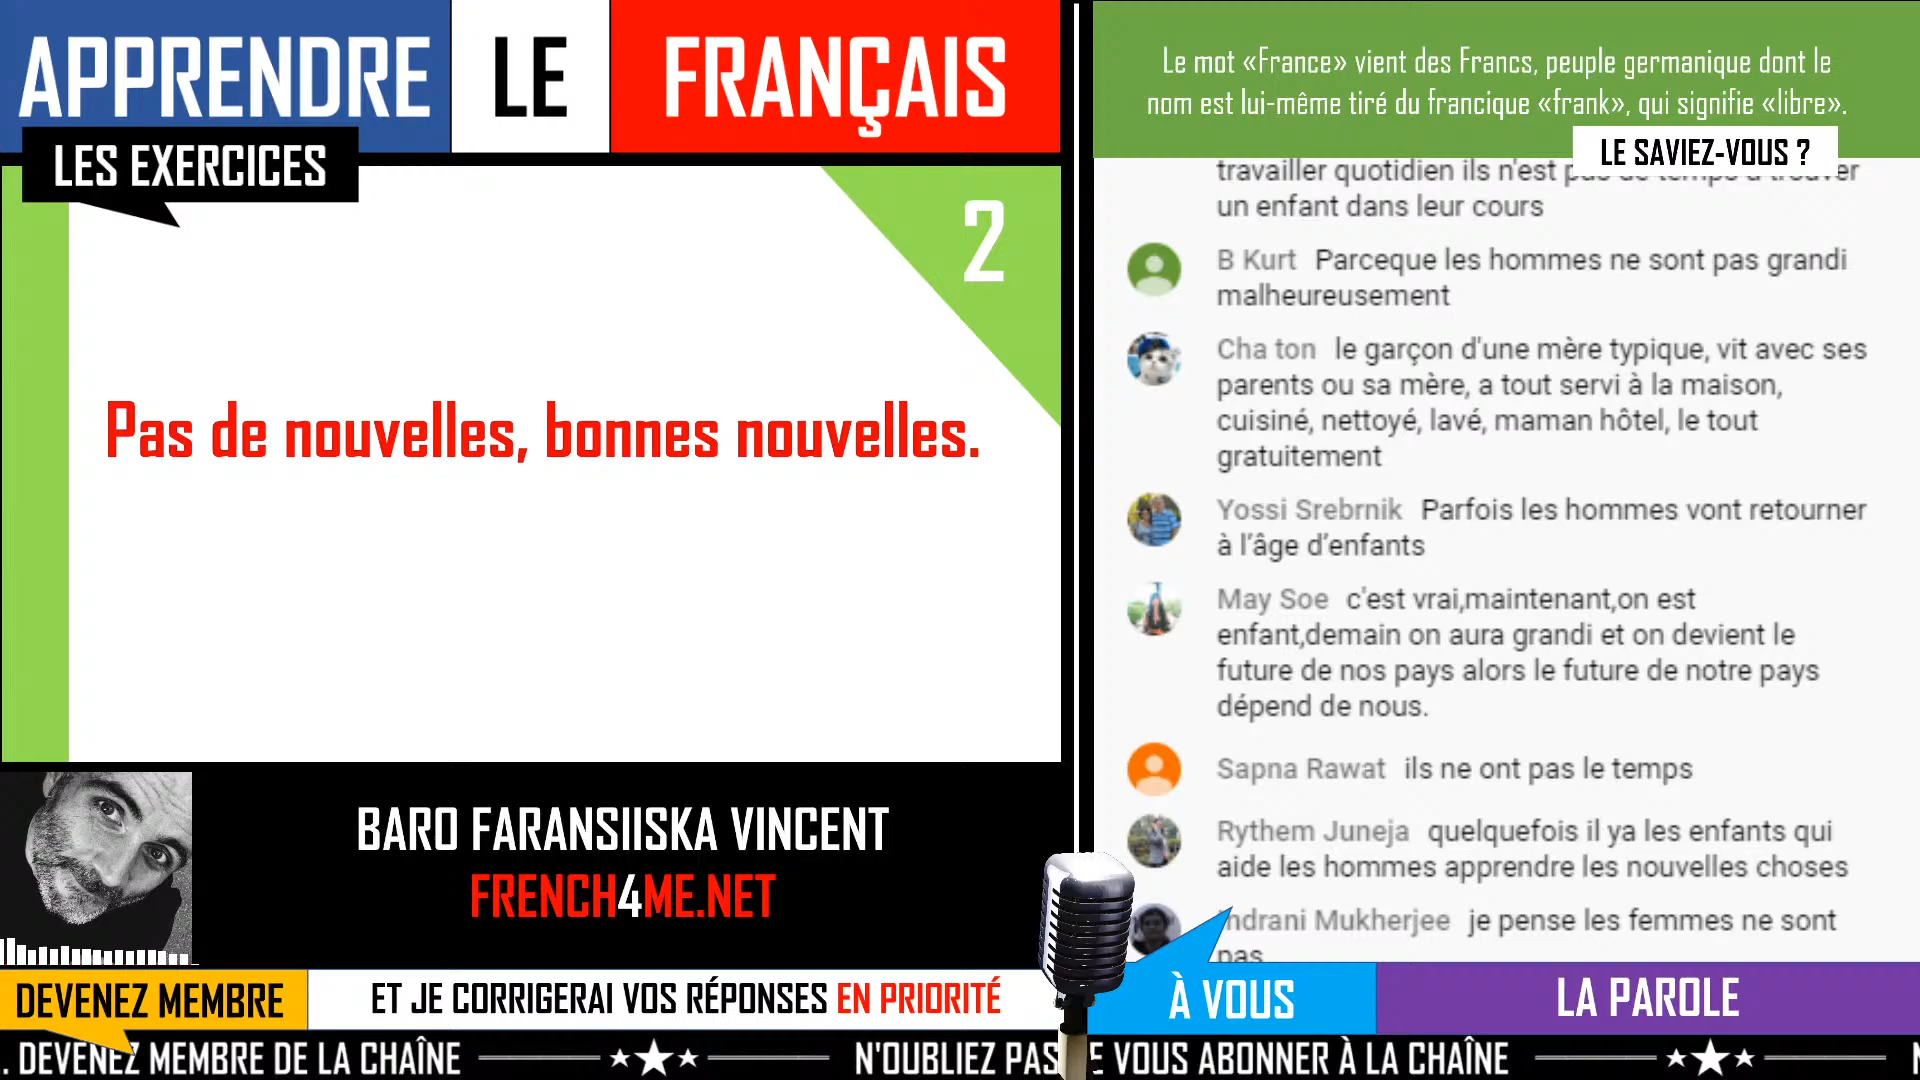 APPRENDRE LE FRANÇAIS
LES EXERCICES
2
Pas de nouvelles, bonnes nouvelles.
BARO FARANSIISKA VINCENT
FRENCH4ME.NET
DEVENEZ MEMBRE
ET JE CORRIGERAI VOS RÉPONSES EN PRIORITÉ
Le mot «France» vient des Francs, peuple germanique dont le
nom est lui-même tiré du francique «frank», qui signifie «libre».
LE SAVIEZ-VOUS ?
travailler quotidien ils n'est
un enfant dans leur cours
B Kurt Parceque les hommes ne sont pas grandi
malheureusement
Cha ton le garçon d'une mère typique, vit avec ses
parents ou sa mère, a tout servi à la maison,
cuisiné, nettoyé, lavé, maman hôtel, le tout
gratuitement
Yossi Srebrnik Parfois les hommes vont retourner
à l'âge d'enfants
May Soe c'est vrai,maintenant,on est
enfant,demain on aura grandi et on devient le
future de nos pays alors le future de notre pays
dépend de nous.
Sapna Rawat ils ne ont pas le temps
Rythem Juneja quelquefois il ya les enfants qui
aide les hommes apprendre les nouvelles choses
Indrani Mukherjee je pense les femmes ne sont
pas
À VOUS LA PAROLE
. DEVENEZ MEMBRE DE LA CHAÎNE N'OUBLIEZ PAS VOUS ABONNER À LA CHAÎNE